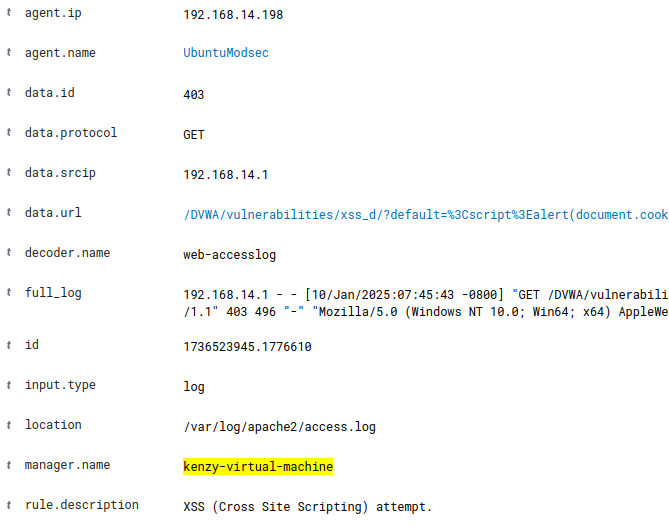 t agent.ip 192.168.14.198
t agent.name UbuntuModsec
t data.id 403
t data.protocol GET
t data.srcip 192.168.14.1
t data.url /DVWA/vulnerabilities/xss_d/?default=%3Cscript%3Ealert(document.cook
t decoder.name web-accesslog
t full_log 192.168.14.1 - - [10/Jan/2025:07:45:43 -0800] "GET /DVWA/vulnerabili
/1.1" 403 496 "-" "Mozilla/5.0 (Windows NT 10.0; Win64; x64) AppleWe
t id 1736523945.1776610
t input.type log
t location /var/log/apache2/access.log
t manager.name kenzy-virtual-machine
t rule.description XSS (Cross Site Scripting) attempt.